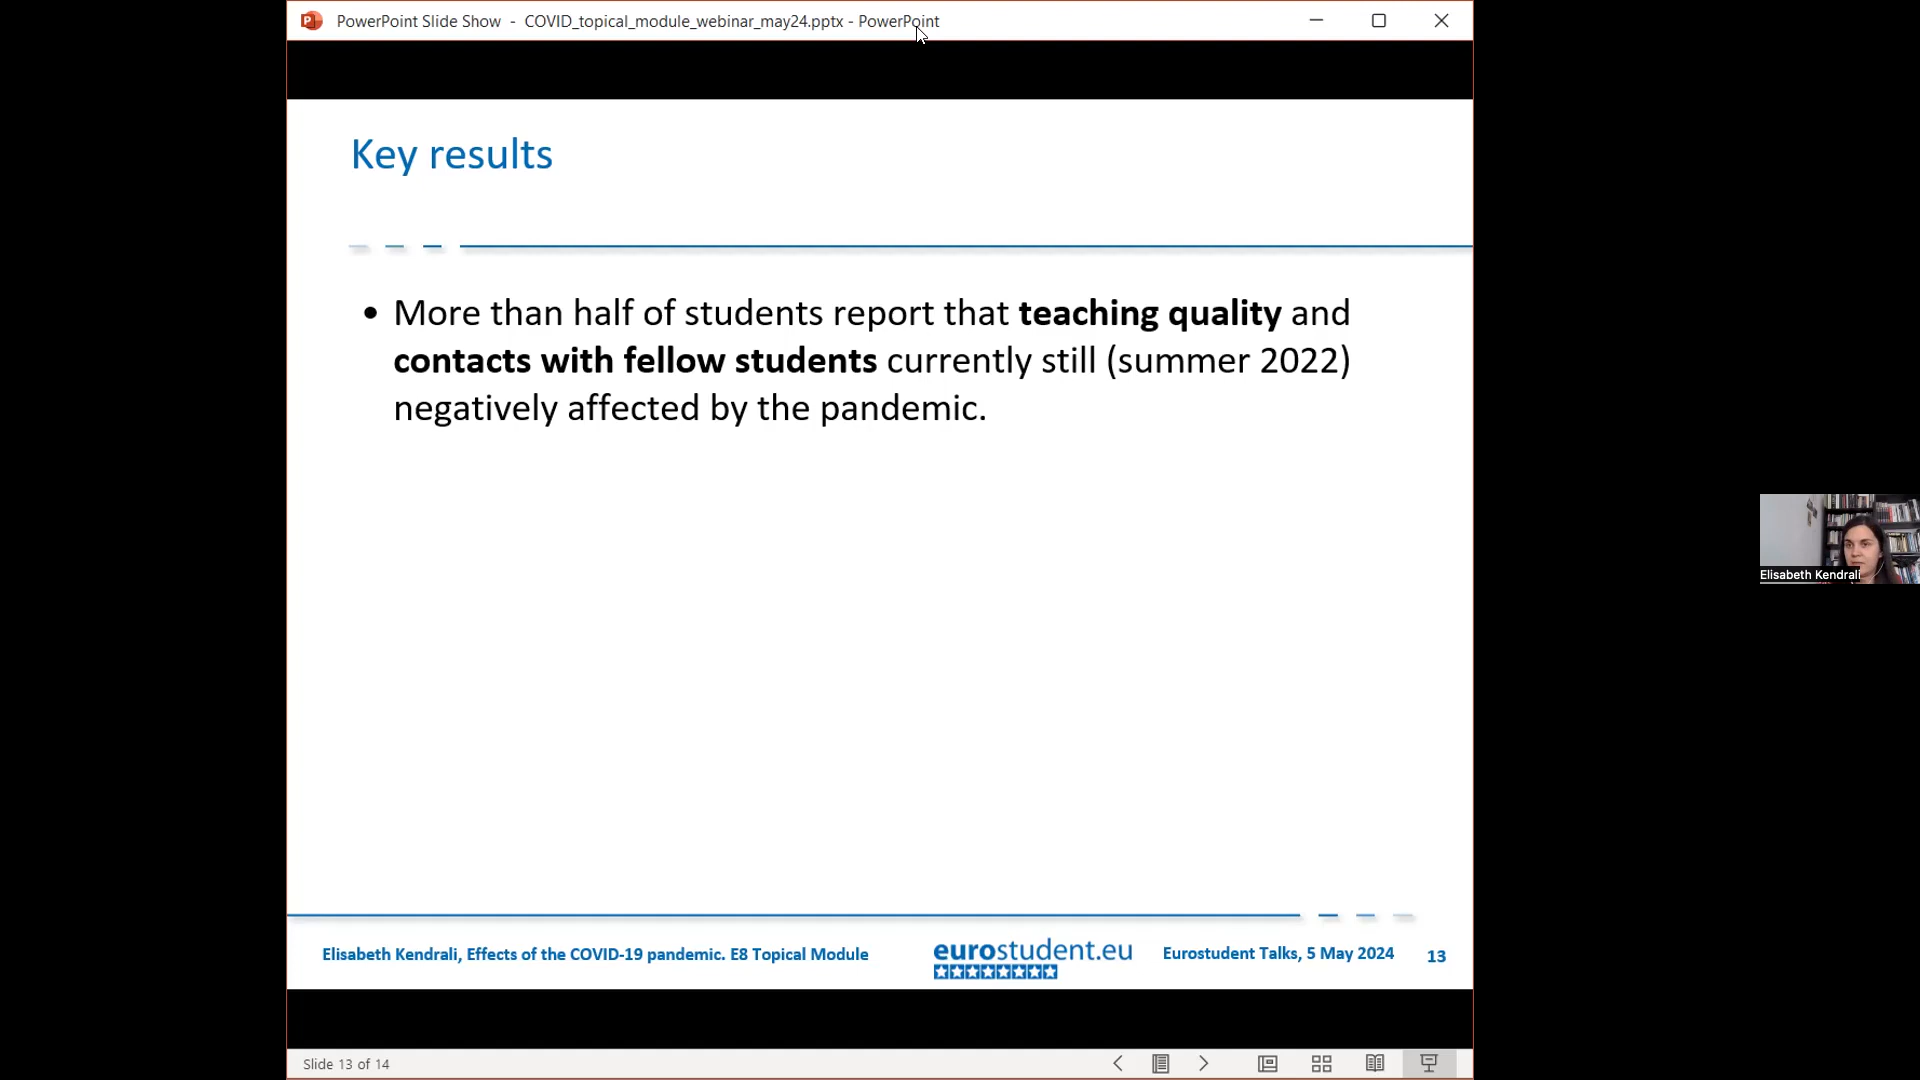 PowerPoint Slide Show - COVID_topical_module_webinar_may24.pptx - PowerPoint
Key results
• More than half of students report that teaching quality and
contacts with fellow students currently still (summer 2022)
negatively affected by the pandemic.
Elisabeth Kendrali
Elisabeth Kendrali, Effects of the COVID-19 pandemic. E8 Topical Module
eurostudent.eu
Eurostudent Talks, 5 May 2024
13
Slide 13 of 14